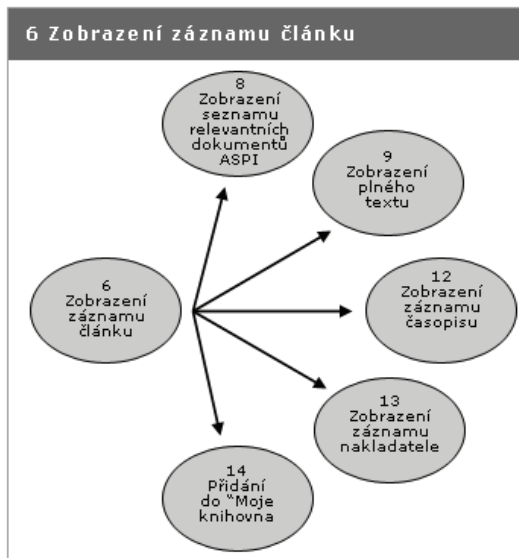 6 Zobrazení záznamu článku
8
Zobrazení
seznamu
relevantních
dokumentů
ASPI
9
Zobrazení
plného
textu
6
Zobrazení
záznamu
článku
12
Zobrazení
záznamu
časopisu
13
Zobrazení
záznamu
nakladatele
14
Přidání
do "Moje
knihovna